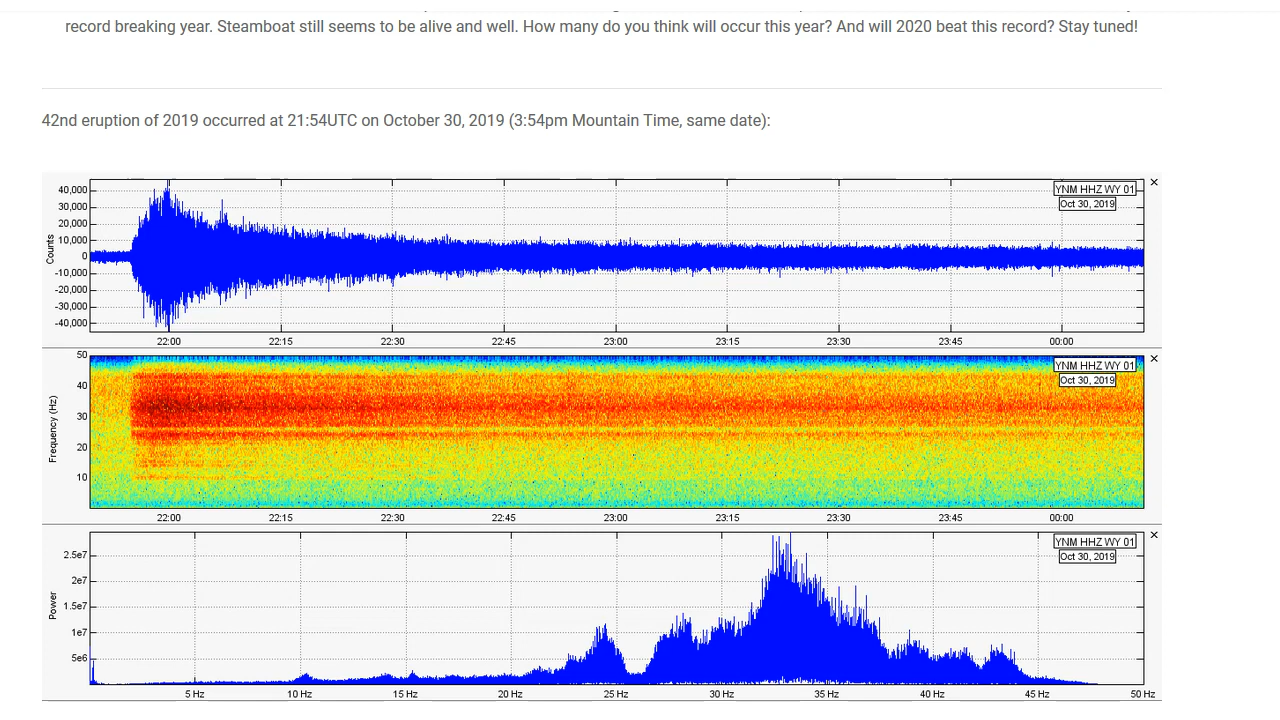 record breaking year. Steamboat still seems to be alive and well. How many do you think will occur this year? And will 2020 beat this record? Stay tuned!
42nd eruption of 2019 occurred at 21:54UTC on October 30, 2019 (3:54pm Mountain Time, same date):
YNM HHZ WY 01
Oct 30, 2019
Counts
40,000
30,000
20,000
10,000
0
-10,000
-20,000
-30,000
-40,000
22:00 22:15 22:30 22:45 23:00 23:15 23:30 23:45 00:00
YNM HHZ WY 01
Oct 30, 2019
Frequency (Hz)
50
40
30
20
10
22:00 22:15 22:30 22:45 23:00 23:15 23:30 23:45 00:00
YNM HHZ WY 01
Oct 30, 2019
Power
2.5e7
2e7
1.5e7
1e7
5e6
5 Hz 10 Hz 15 Hz 20 Hz 25 Hz 30 Hz 35 Hz 40 Hz 45 Hz 50 Hz